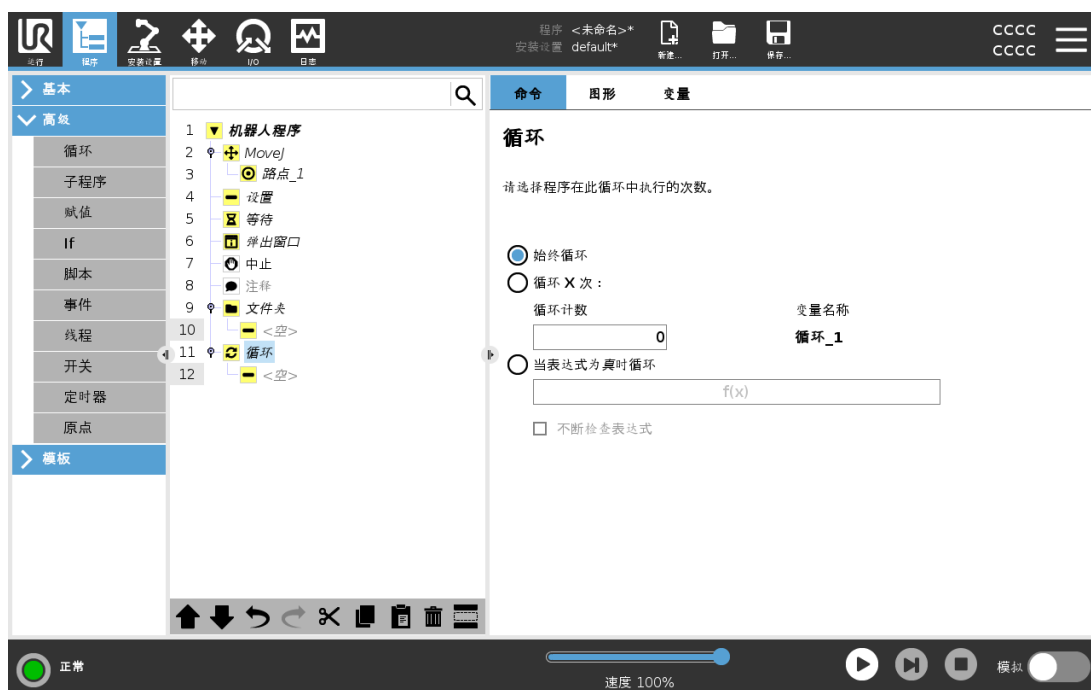 UR
运行
程序
安装设置
移动
I/O
日志
程序 <未命名>*
安装设置 default*
新建...
打开...
保存...
CCCC
CCCC
基本
高级
循环
子程序
赋值
If
脚本
事件
线程
开关
定时器
原点
模板
1 机器人程序
2 MoveJ
3 路点_1
4 设置
5 等待
6 弹出窗口
7 中止
8 注释
9 文件夹
10 <空>
11 循环
12 <空>
命令 图形 变量
循环
请选择程序在此循环中执行的次数。
始终循环
循环 X 次：
循环计数 变量名称
0 循环_1
当表达式为真时循环
f(x)
不断检查表达式
正常
速度 100%
模拟